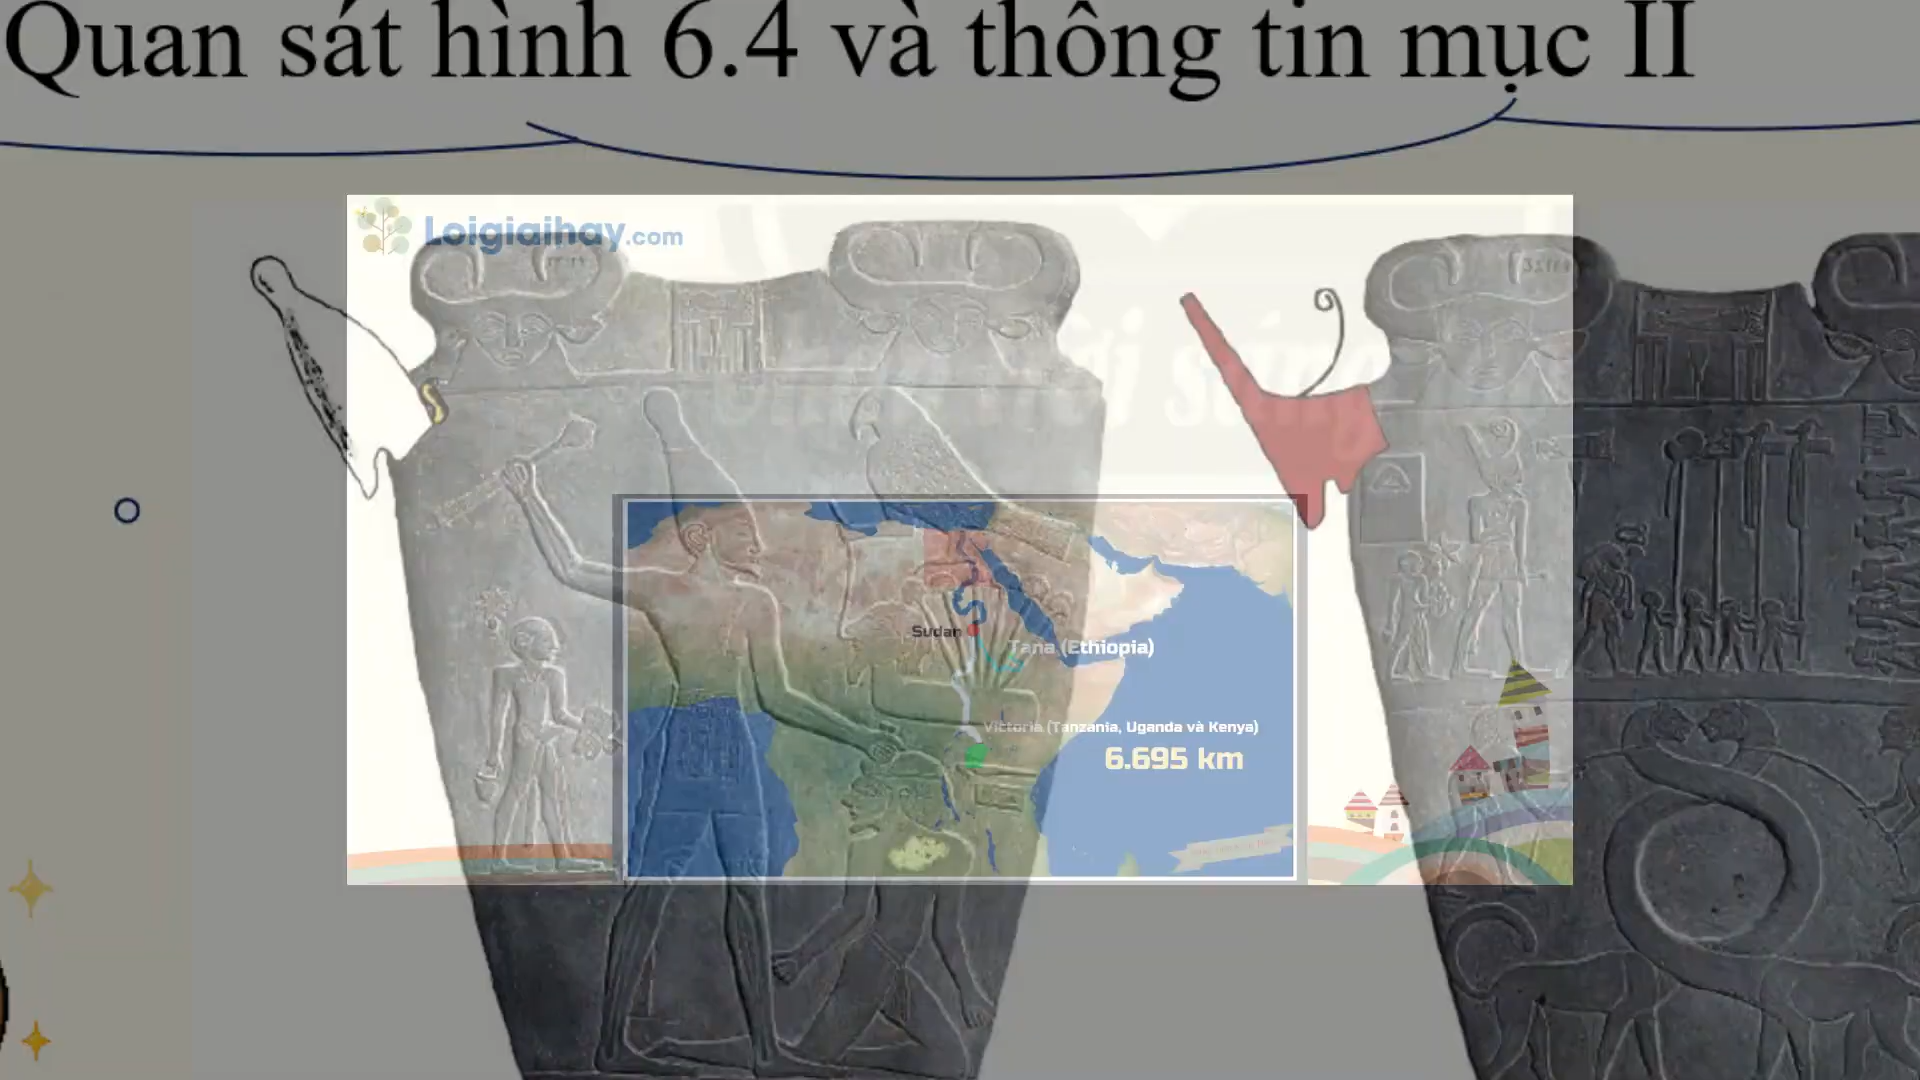 Quan sát hình 6.4 và thông tin mục II
Loigiaihay.com
Sudan
Tana (Ethiopia)
Victoria (Tanzania, Uganda và Kenya)
6.695 km